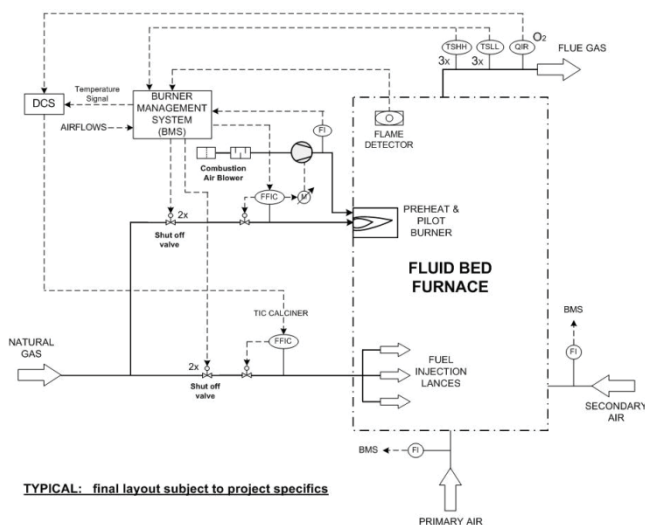 O2
TSHH
TSLL
QIR
FLUE GAS
3x
3x
DCS
Temperature
Signal
BURNER
MANAGEMENT
SYSTEM
(BMS)
AIRFLOWS
FLAME
DETECTOR
FI
Combustion
Air Blower
FFIC
M
2x
Shut off
valve
PREHEAT &
PILOT
BURNER
FLUID BED
FURNACE
TIC CALCINER
FFIC
BMS
NATURAL
GAS
2x
Shut off
valve
FUEL
INJECTION
LANCES
FI
SECONDARY
AIR
BMS
FI
TYPICAL: final layout subject to project specifics
PRIMARY AIR